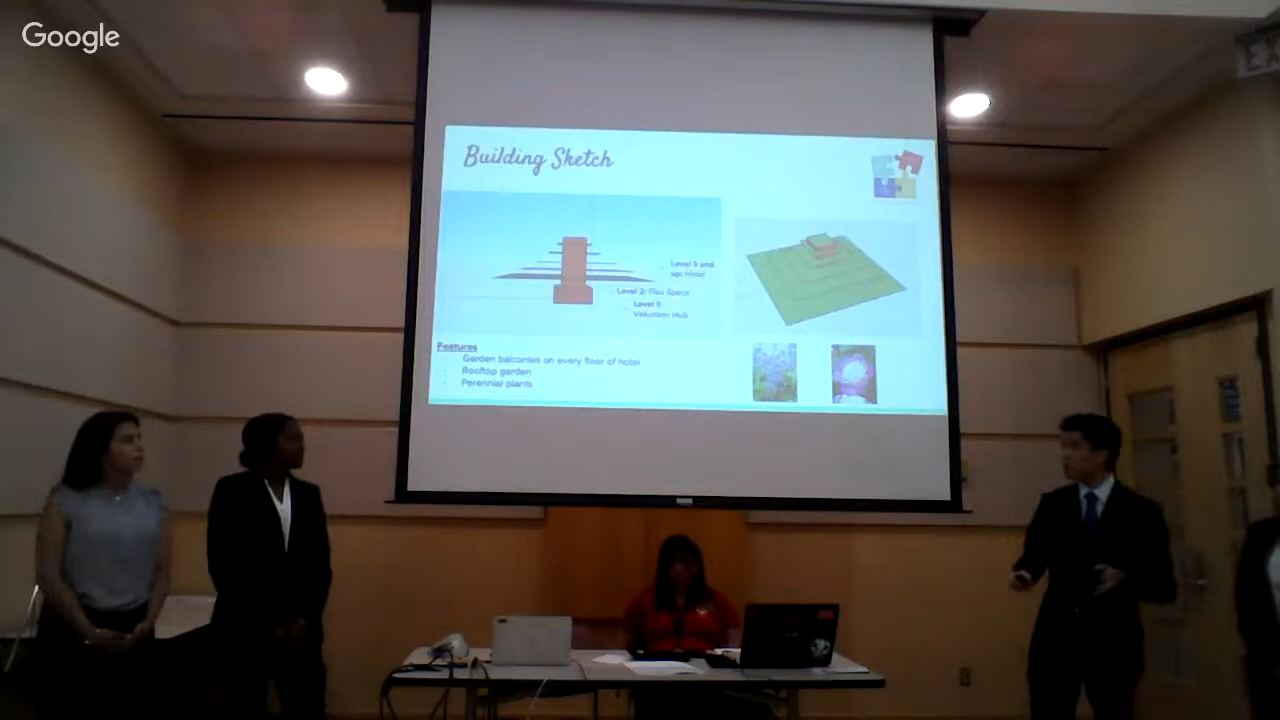 Google
EX
Building Sketch
Level 3 and
up: Hotel
Level 2: Flex Space
Level 1:
Volunteer Hub
Features
Garden balconies on every floor of hotel
Rooftop garden
Perennial plants